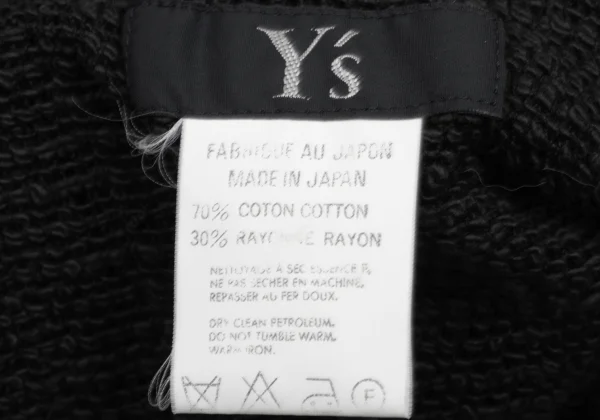 Y's
FABRIQUE AU JAPON
MADE IN JAPAN
70% COTON COTTON
30% RAYONNE RAYON
NETTOYAGE À SEC ESSENCE F.
NE PAS SECHER EN MACHINE.
REPASSER AU FER DOUX.
DRY CLEAN PETROLEUM.
DO NOT TUMBLE WARM.
WARM IRON.
F